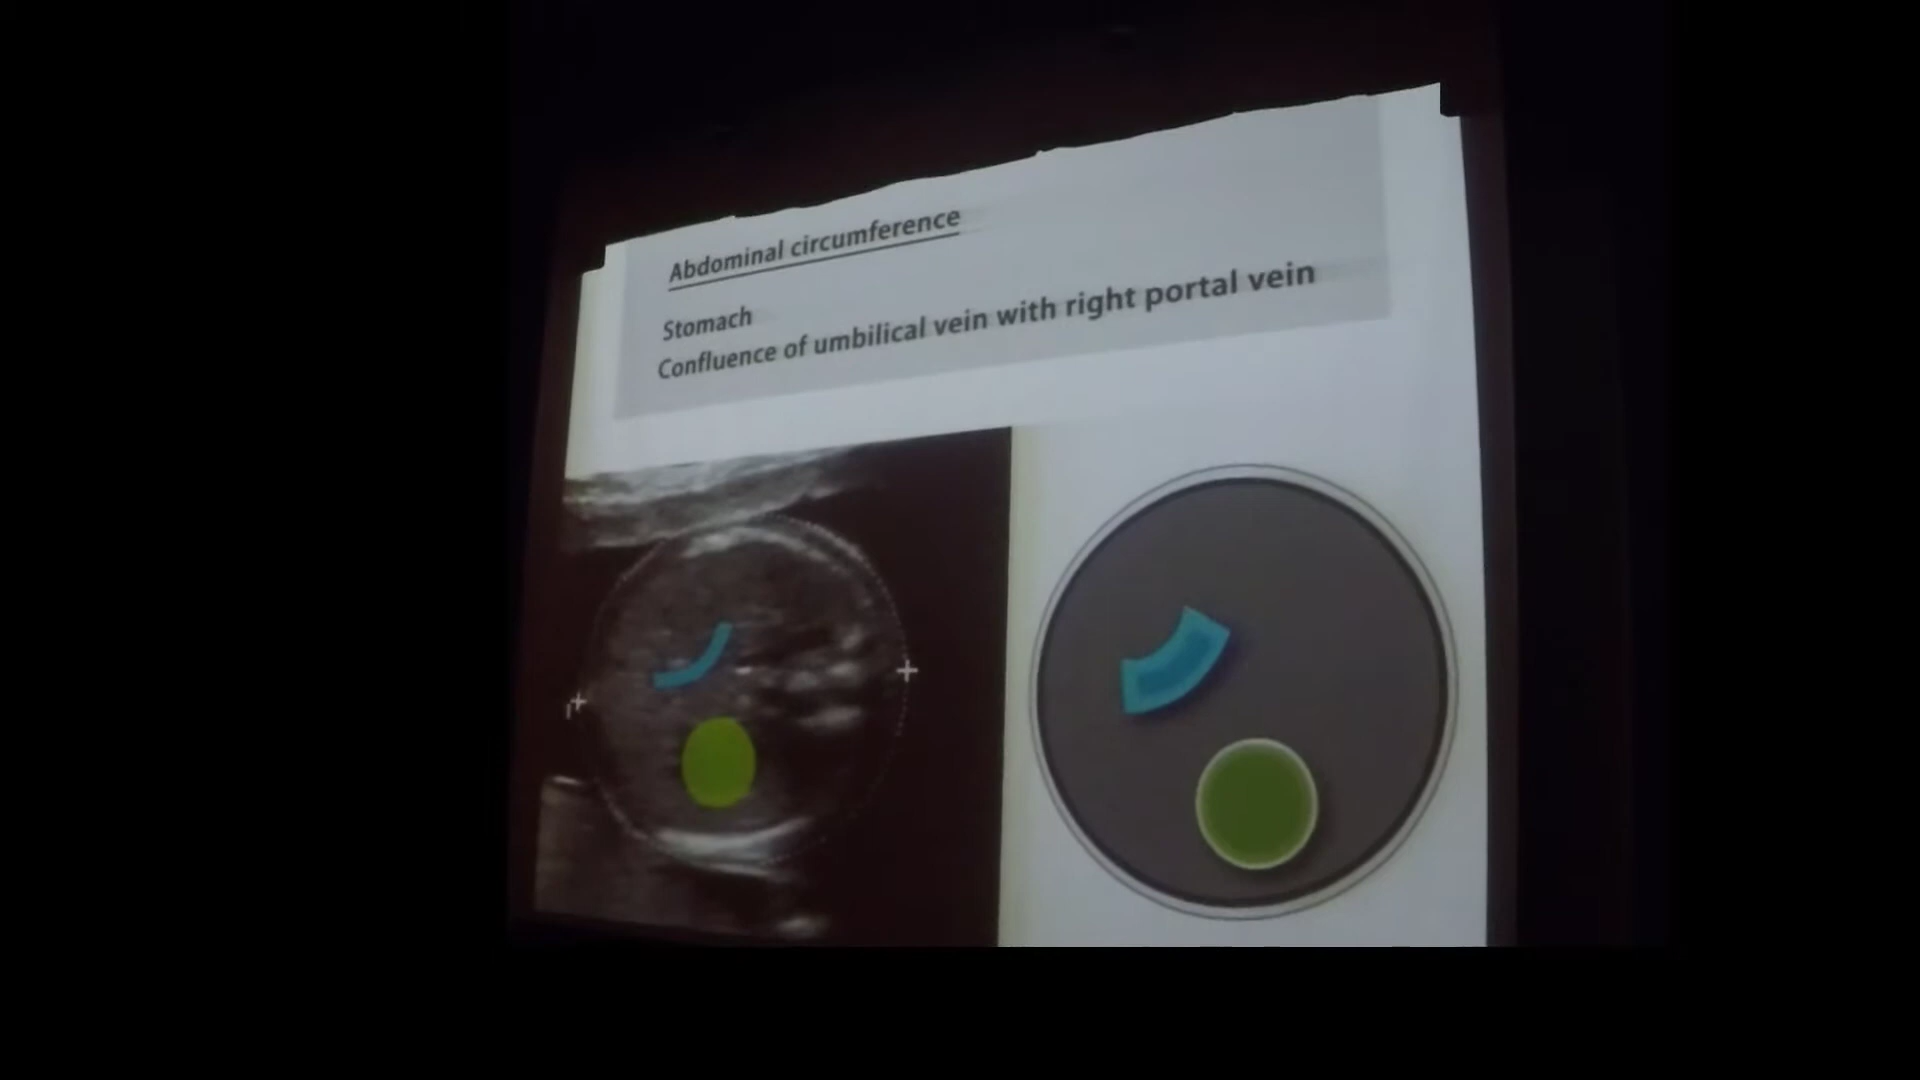 Abdominal circumference
Stomach
Confluence of umbilical vein with right portal vein